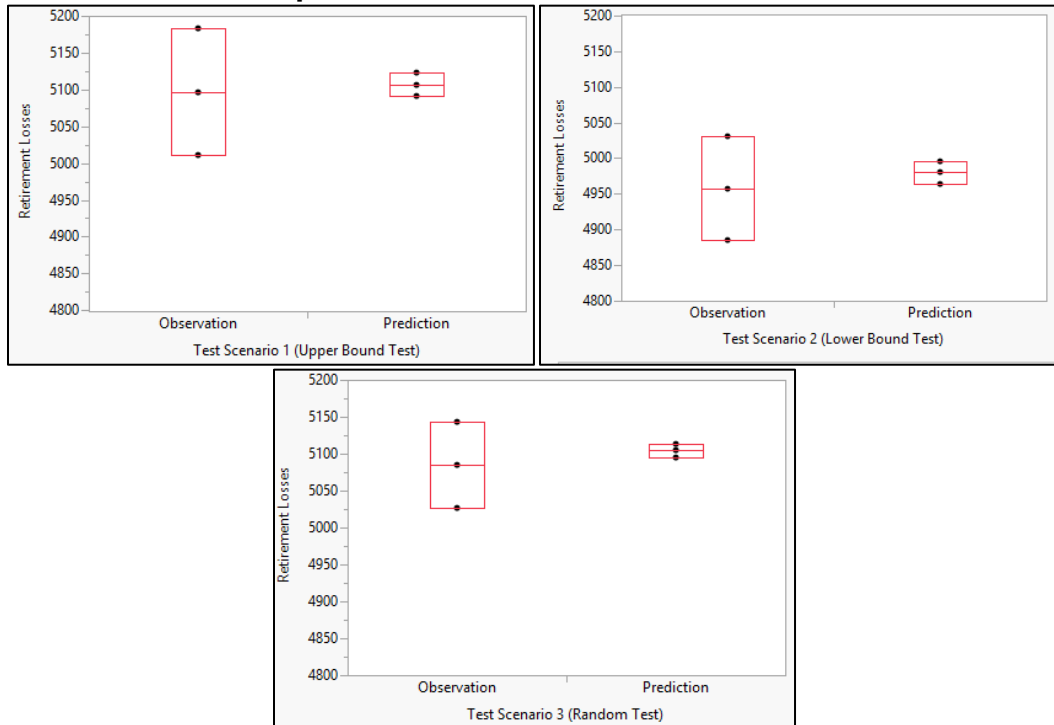 5200
5150
5100
5050
5000
4950
4900
4850
4800
Retirement Losses
Observation
Prediction
Test Scenario 1 (Upper Bound Test)
5200
5150
5100
5050
5000
4950
4900
4850
4800
Retirement Losses
Observation
Prediction
Test Scenario 2 (Lower Bound Test)
5200
5150
5100
5050
5000
4950
4900
4850
4800
Retirement Losses
Observation
Prediction
Test Scenario 3 (Random Test)